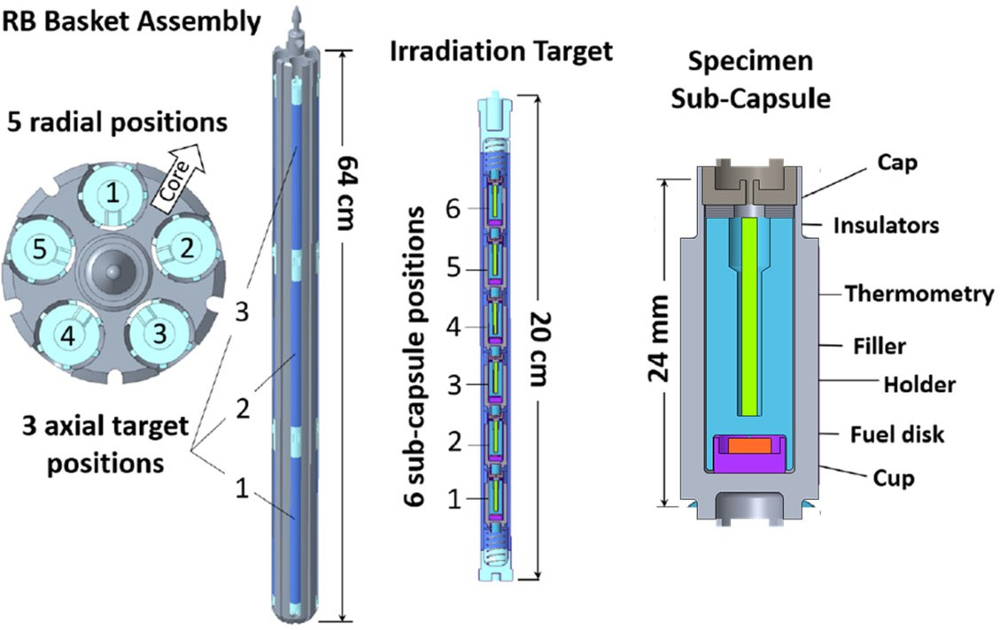 RB Basket Assembly
5 radial positions
Core
1
2
3
4
5
3 axial target
positions
3
2
1
64 cm
Irradiation Target
6 sub-capsule positions
6
5
4
3
2
1
20 cm
Specimen
Sub-Capsule
24 mm
Cap
Insulators
Thermometry
Filler
Holder
Fuel disk
Cup